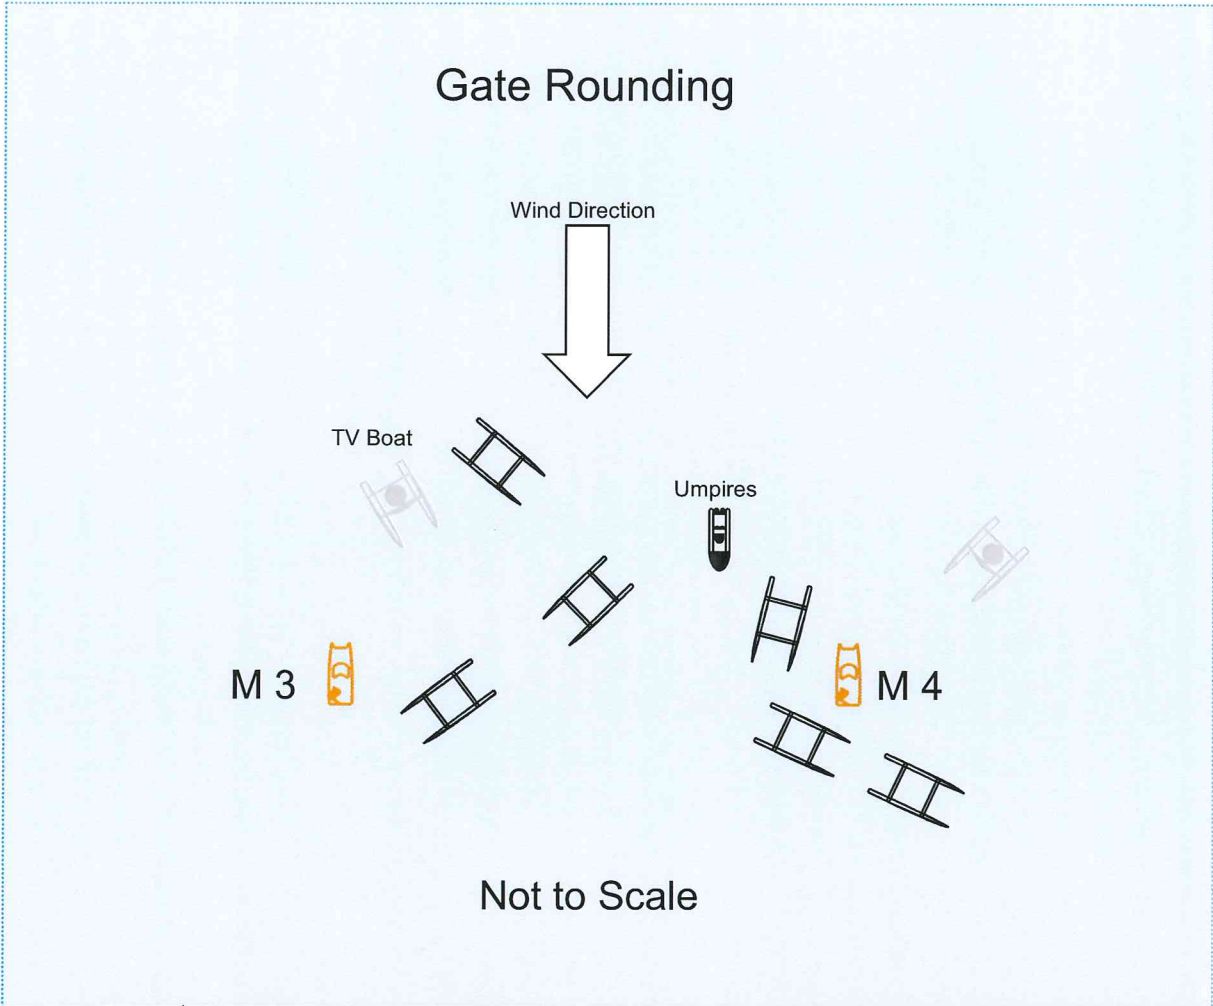 Gate Rounding
Wind Direction
TV Boat
Umpires
M 3
M 4
Not to Scale